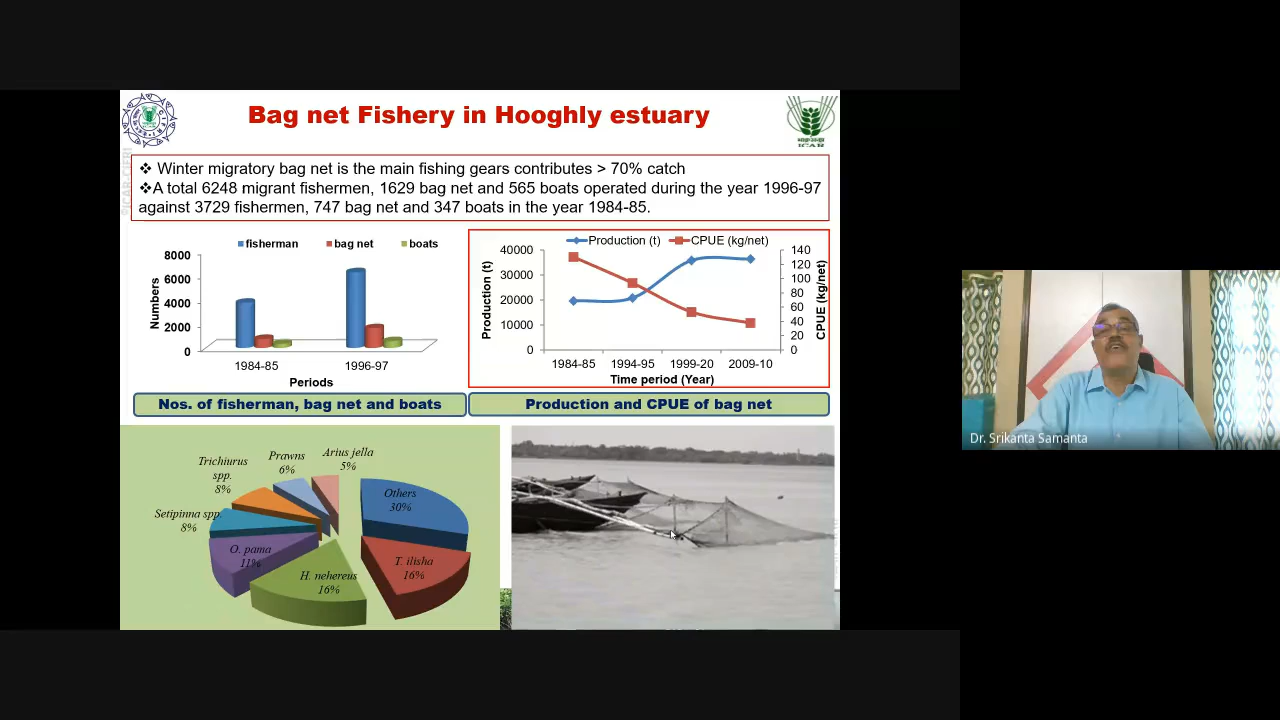 Bag net Fishery in Hooghly estuary
ICAR
©ICAR-CIFRI
❖ Winter migratory bag net is the main fishing gears contributes > 70% catch
❖A total 6248 migrant fishermen, 1629 bag net and 565 boats operated during the year 1996-97
against 3729 fishermen, 747 bag net and 347 boats in the year 1984-85.
fisherman bag net boats
8000
6000
4000
2000
0
Numbers
1984-85 1996-97
Periods
Production (t) CPUE (kg/net)
40000
30000
20000
10000
0
Production (t)
140
120
100
80
60
40
20
0
CPUE (kg/net)
1984-85 1994-95 1999-20 2009-10
Time period (Year)
Nos. of fisherman, bag net and boats
Production and CPUE of bag net
Others
30%
T. ilisha
16%
H. nehereus
16%
O. pama
11%
Setipinna spp.
8%
Trichiurus
spp.
8%
Prawns
6%
Arius jella
5%
Dr. Srikanta Samanta